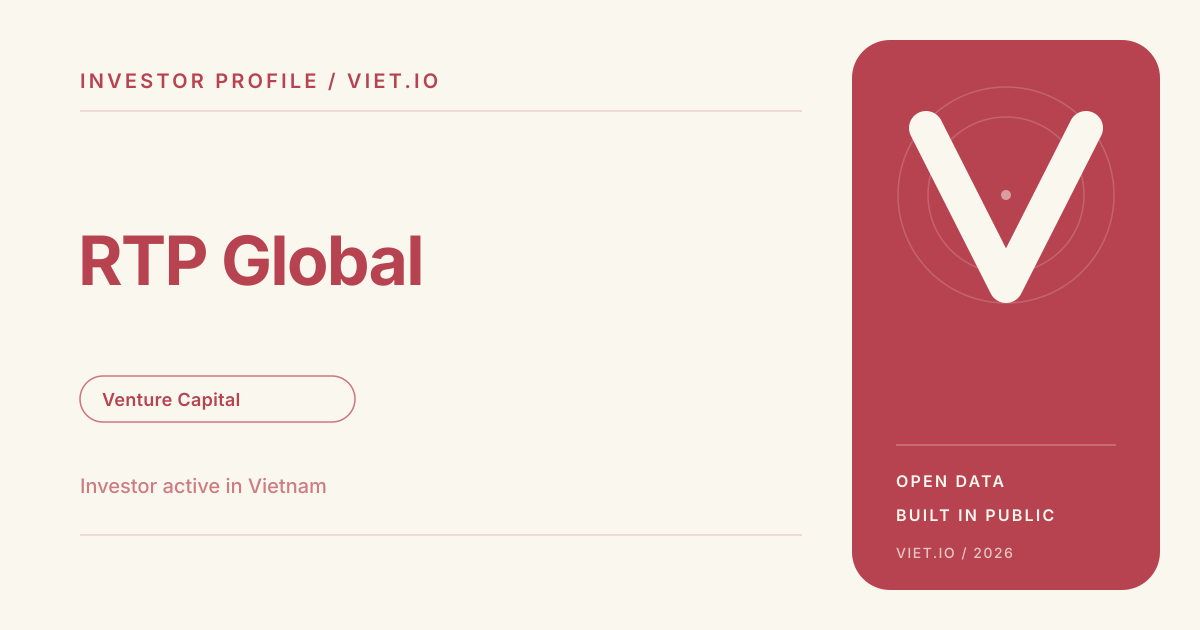 INVESTOR PROFILE / VIET.IO
RTP Global
Venture Capital
Investor active in Vietnam
OPEN DATA
BUILT IN PUBLIC
VIET.IO / 2026